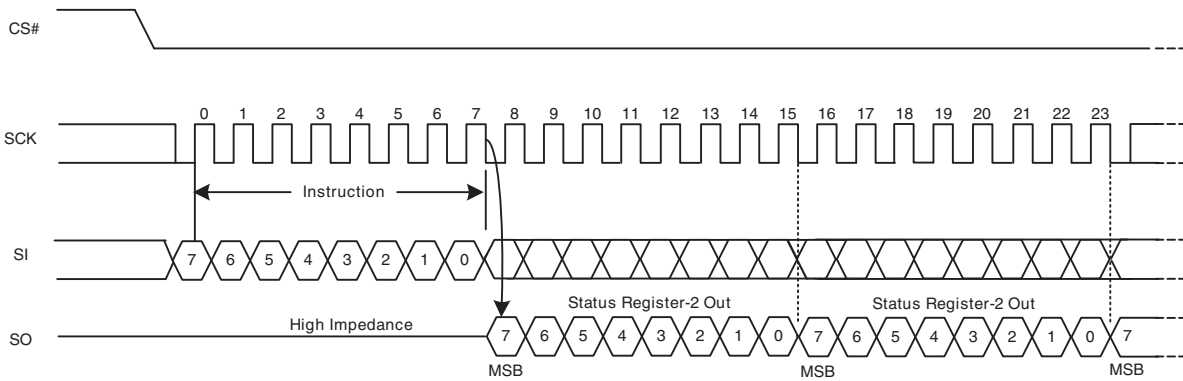 CS#
0 1 2 3 4 5 6 7 8 9 10 11 12 13 14 15 16 17 18 19 20 21 22 23
SCK
Instruction
SI
7 6 5 4 3 2 1 0
Status Register-2 Out Status Register-2 Out
High Impedance
SO
7 6 5 4 3 2 1 0 7 6 5 4 3 2 1 0 7
MSB MSB MSB